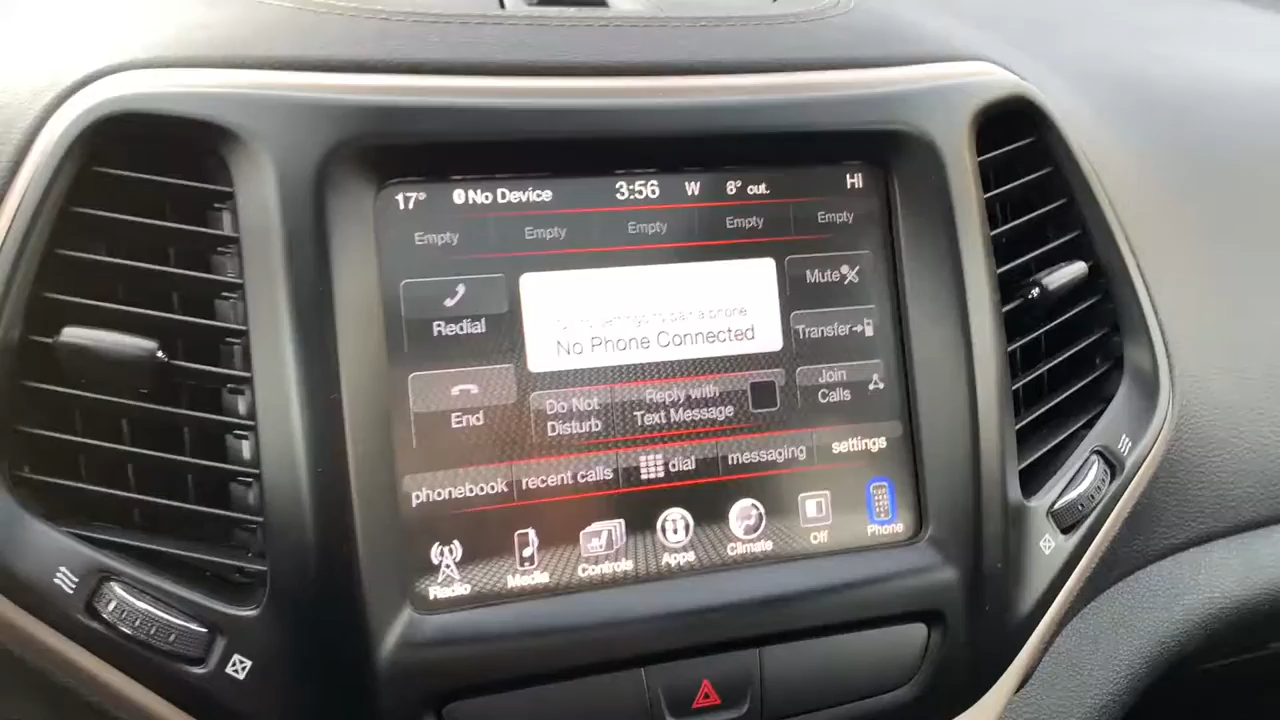 17° No Device 3:56 W 8° out. HI
Empty Empty Empty Empty Empty
Redial
No Phone Connected
Mute
Transfer
End
Do Not
Disturb
Reply with
Text Message
Join
Calls
phonebook recent calls dial messaging settings
Radio Media Controls Apps Climate Off Phone